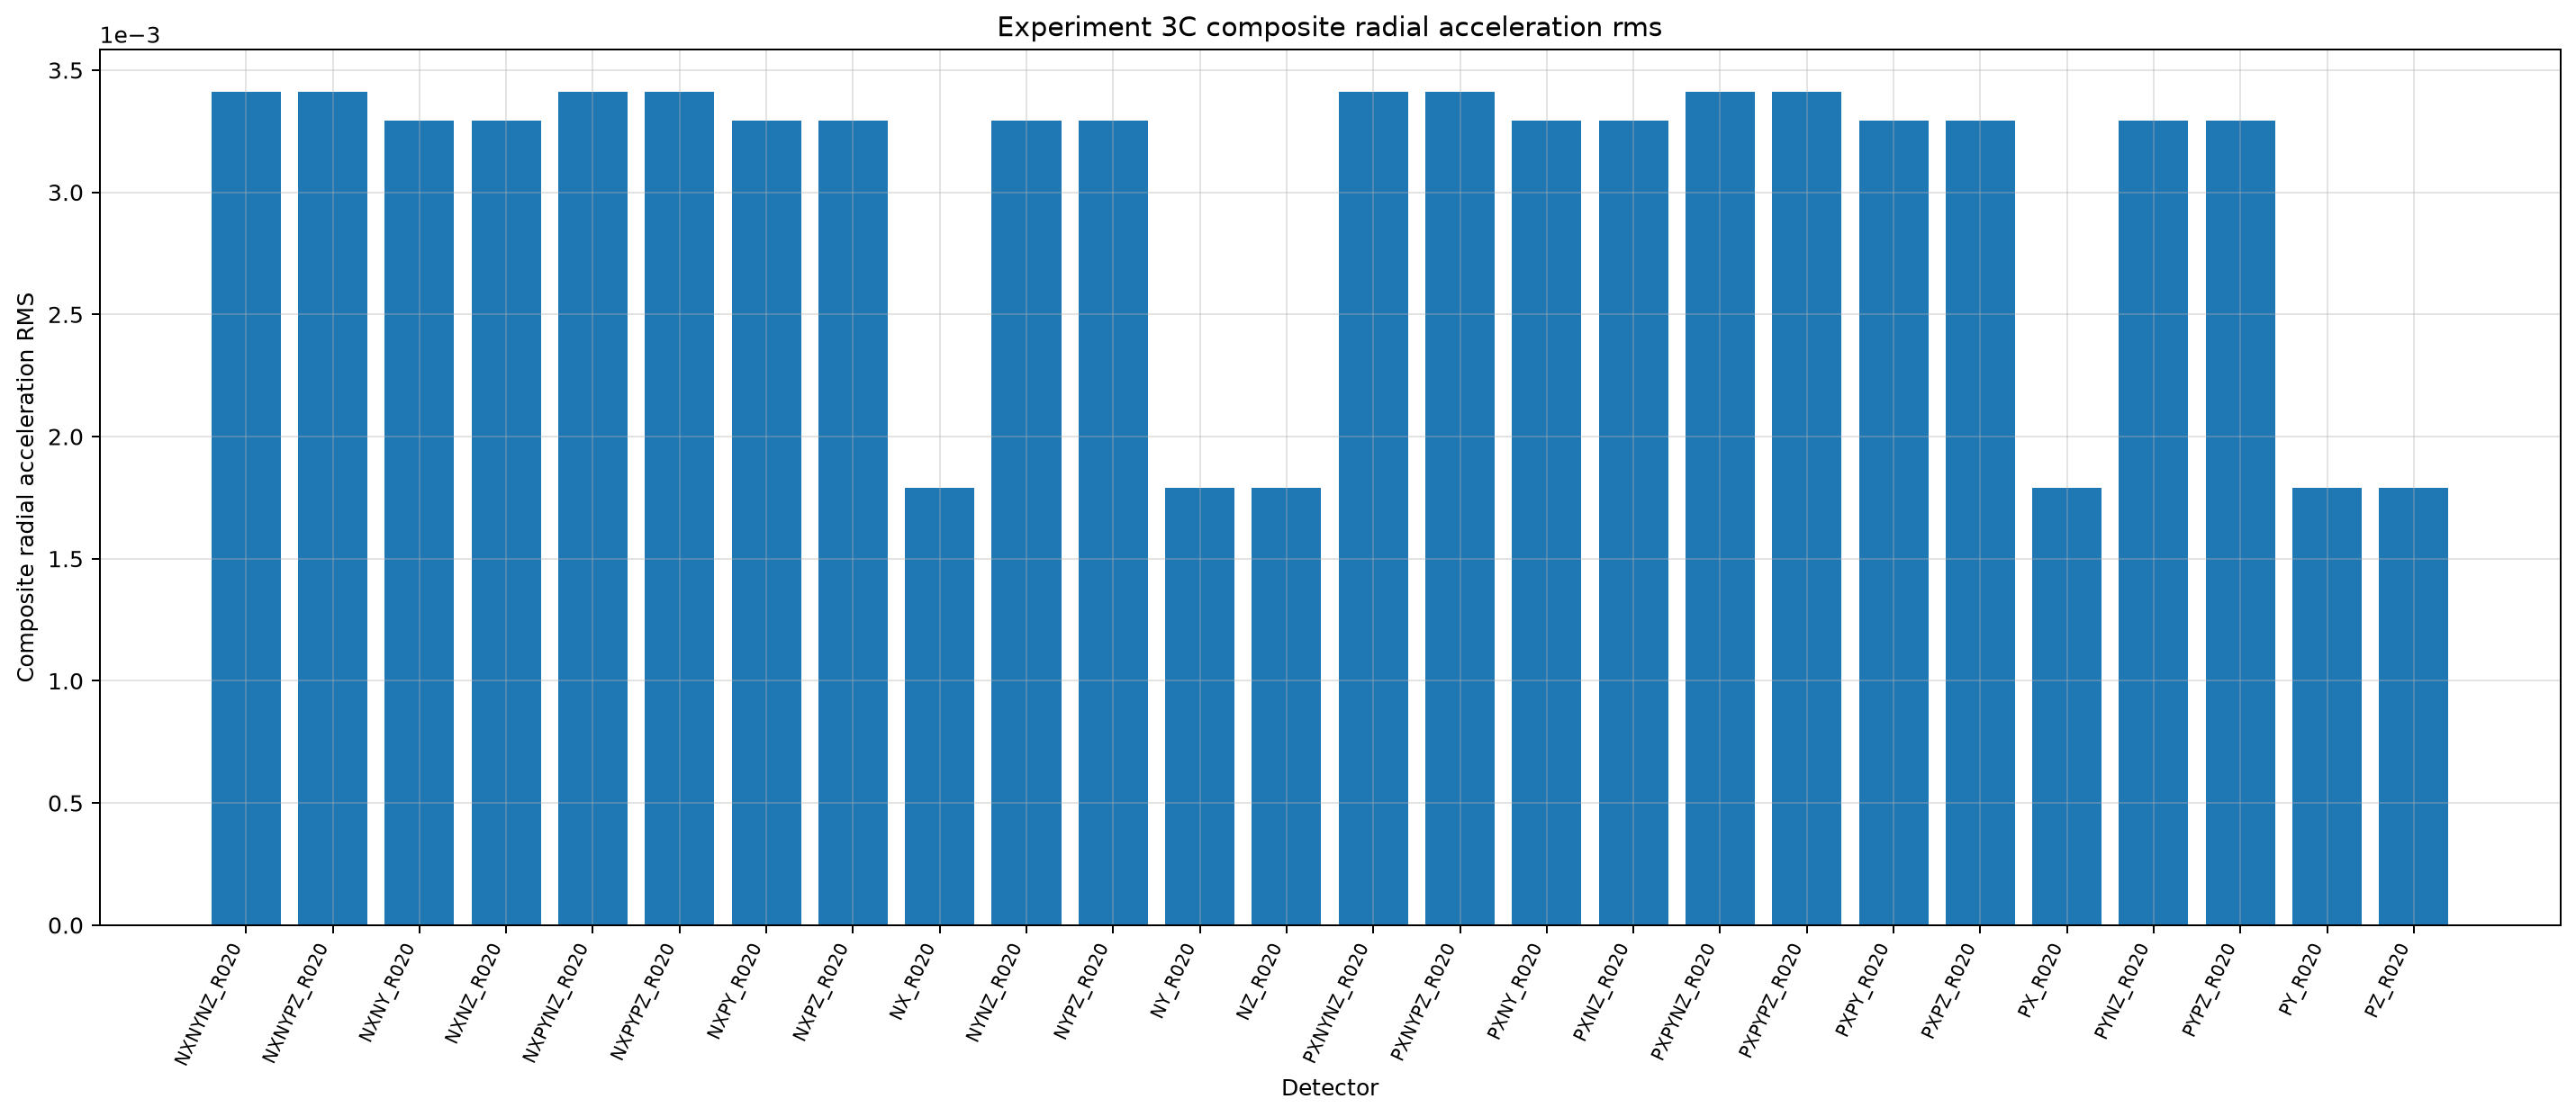 Experiment 3C composite radial acceleration rms
1e−3
3.5
3.0
2.5
2.0
1.5
1.0
0.5
0.0
Composite radial acceleration RMS
NXNYNZ_R020
NXNYPZ_R020
NXNY_R020
NXNZ_R020
NXPYNZ_R020
NXPYPZ_R020
NXPY_R020
NXPZ_R020
NX_R020
NYNZ_R020
NYPZ_R020
NY_R020
NZ_R020
PXNYNZ_R020
PXNYPZ_R020
PXNY_R020
PXNZ_R020
PXPYNZ_R020
PXPYPZ_R020
PXPY_R020
PXPZ_R020
PX_R020
PYNZ_R020
PYPZ_R020
PY_R020
PZ_R020
Detector